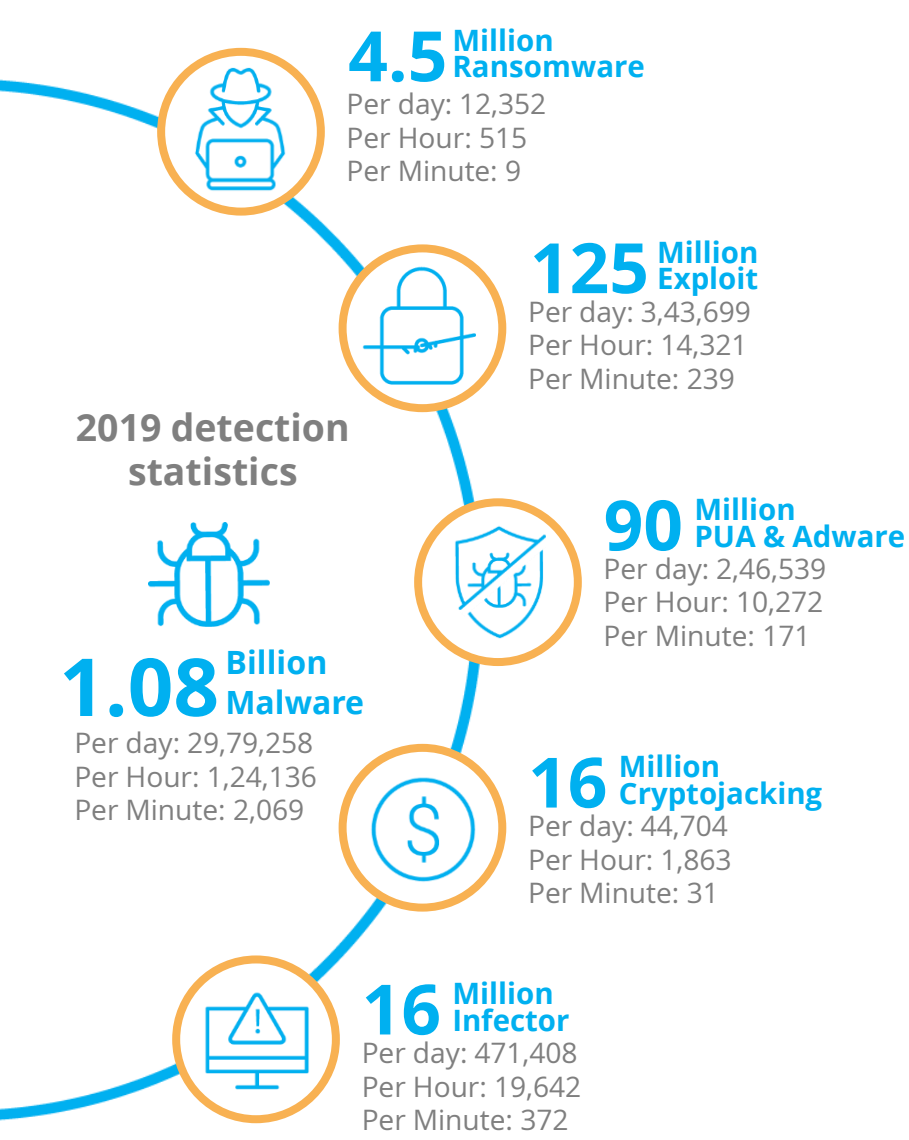 4.5 Million
Ransomware
Per day: 12,352
Per Hour: 515
Per Minute: 9
125 Million
Exploit
Per day: 3,43,699
Per Hour: 14,321
Per Minute: 239
2019 detection
statistics
1.08 Billion
Malware
Per day: 29,79,258
Per Hour: 1,24,136
Per Minute: 2,069
90 Million
PUA & Adware
Per day: 2,46,539
Per Hour: 10,272
Per Minute: 171
$
16 Million
Cryptojacking
Per day: 44,704
Per Hour: 1,863
Per Minute: 31
!
16 Million
Infector
Per day: 471,408
Per Hour: 19,642
Per Minute: 372